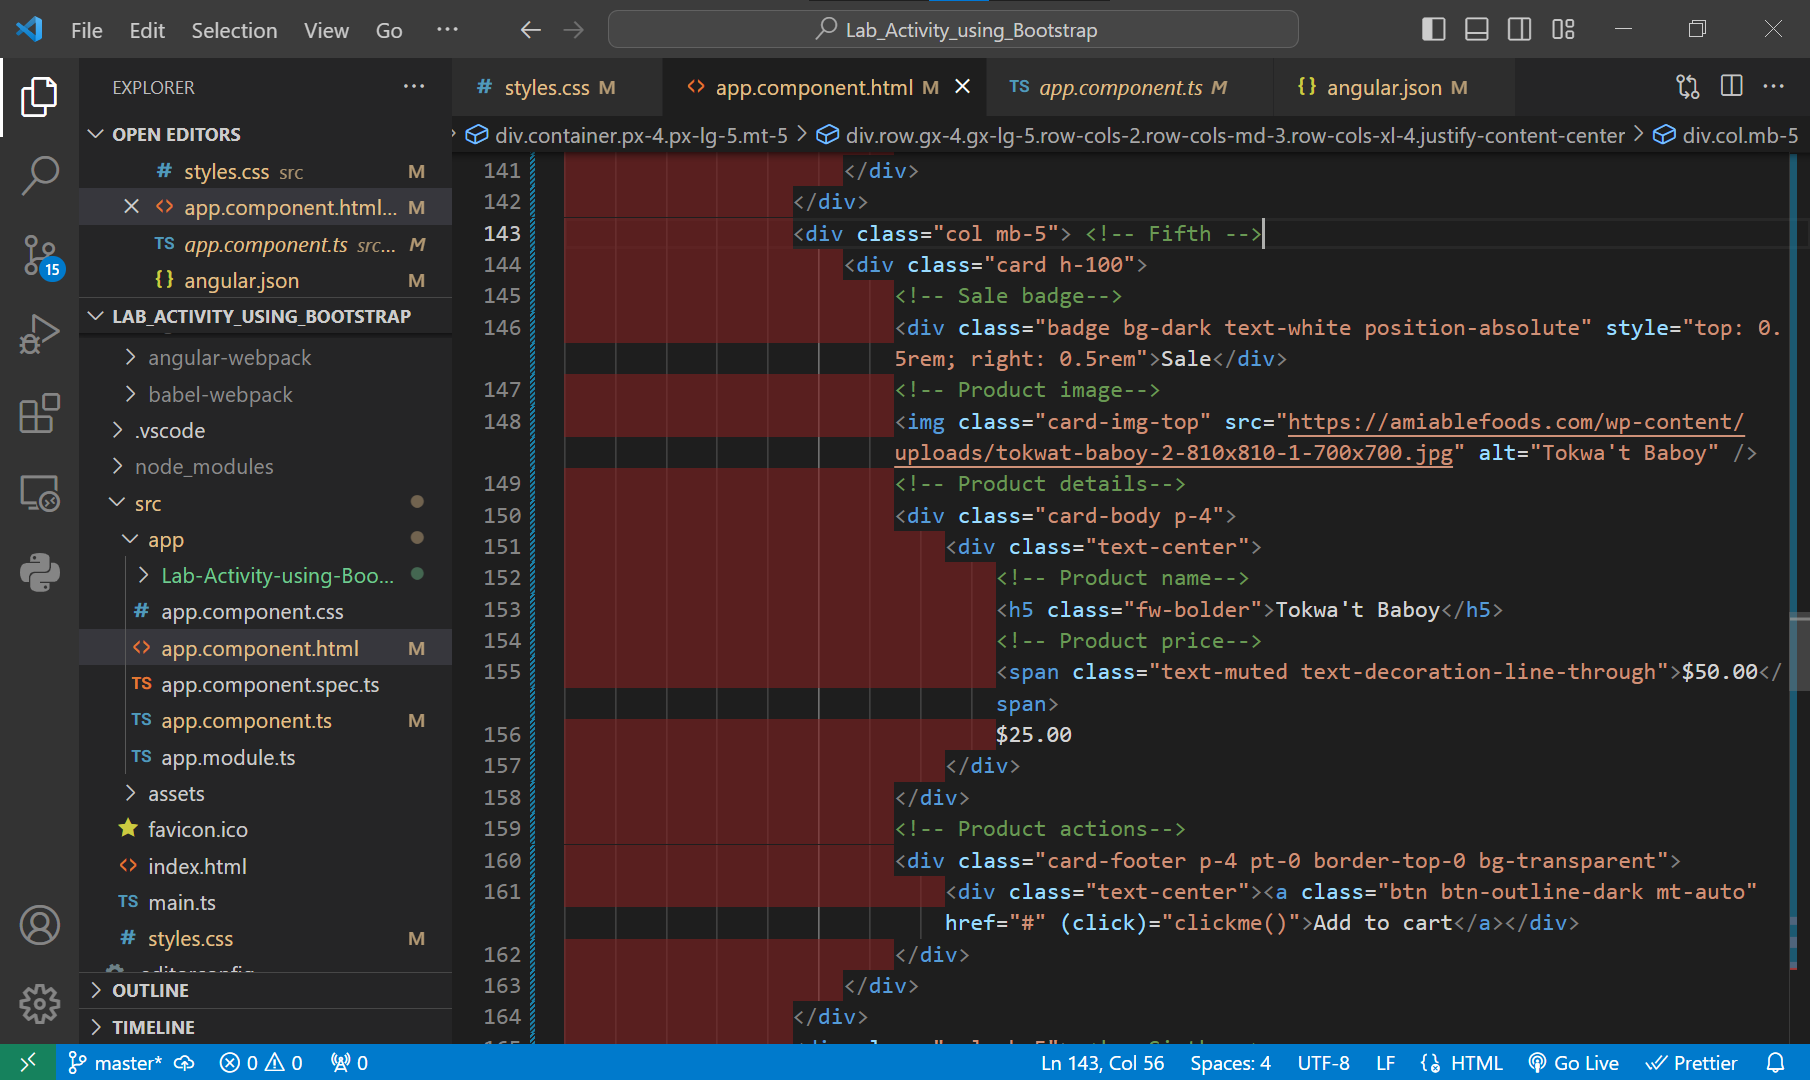 File Edit Selection View Go ··· Lab_Activity_using_Bootstrap
EXPLORER
OPEN EDITORS
# styles.css src M
app.component.html... M
TS app.component.ts src... M
{} angular.json M
LAB_ACTIVITY_USING_BOOTSTRAP
angular-webpack
babel-webpack
.vscode
node_modules
src
app
Lab-Activity-using-Boo...
# app.component.css
<> app.component.html M
TS app.component.spec.ts
TS app.component.ts M
TS app.module.ts
assets
favicon.ico
<> index.html
TS main.ts
# styles.css M
OUTLINE
TIMELINE
15
# styles.css M <> app.component.html M TS app.component.ts M {} angular.json M
div.container.px-4.px-lg-5.mt-5 > div.row.gx-4.gx-lg-5.row-cols-2.row-cols-md-3.row-cols-xl-4.justify-content-center > div.col.mb-5
141 </div>
142 </div>
143 <div class="col mb-5"> <!-- Fifth -->
144 <div class="card h-100">
145 <!-- Sale badge-->
146 <div class="badge bg-dark text-white position-absolute" style="top: 0.
5rem; right: 0.5rem">Sale</div>
147 <!-- Product image-->
148 <img class="card-img-top" src="https://amiablefoods.com/wp-content/
uploads/tokwat-baboy-2-810x810-1-700x700.jpg" alt="Tokwa't Baboy" />
149 <!-- Product details-->
150 <div class="card-body p-4">
151 <div class="text-center">
152 <!-- Product name-->
153 <h5 class="fw-bolder">Tokwa't Baboy</h5>
154 <!-- Product price-->
155 <span class="text-muted text-decoration-line-through">$50.00</
span>
156 $25.00
157 </div>
158 </div>
159 <!-- Product actions-->
160 <div class="card-footer p-4 pt-0 border-top-0 bg-transparent">
161 <div class="text-center"><a class="btn btn-outline-dark mt-auto"
href="#" (click)="clickme()">Add to cart</a></div>
162 </div>
163 </div>
164 </div>
master* 0 0 0 Ln 143, Col 56 Spaces: 4 UTF-8 LF HTML Go Live Prettier